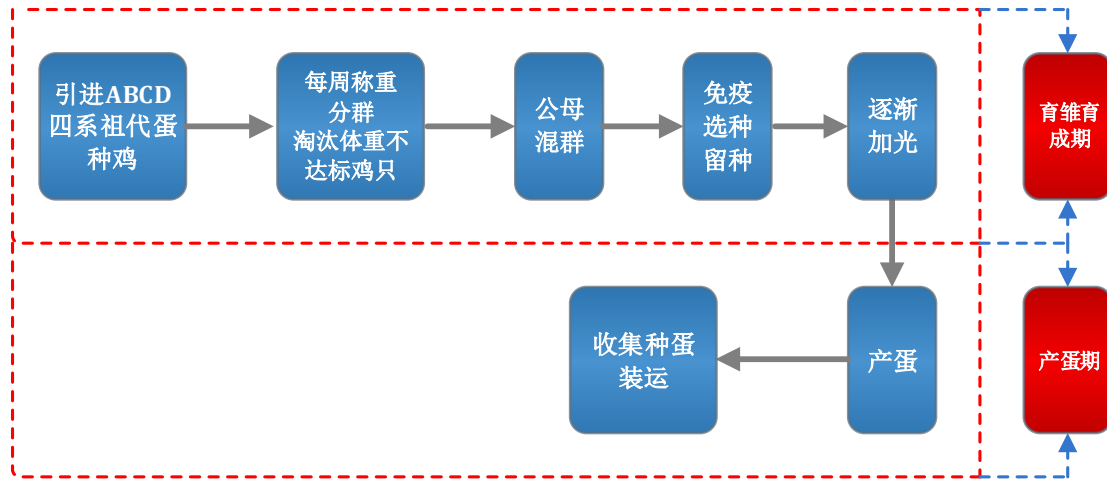 引进ABCD
四系祖代蛋
种鸡
每周称重
分群
淘汰体重不
达标鸡只
公母
混群
免疫
选种
留种
逐渐
加光
育雏育
成期
收集种蛋
装运
产蛋
产蛋期